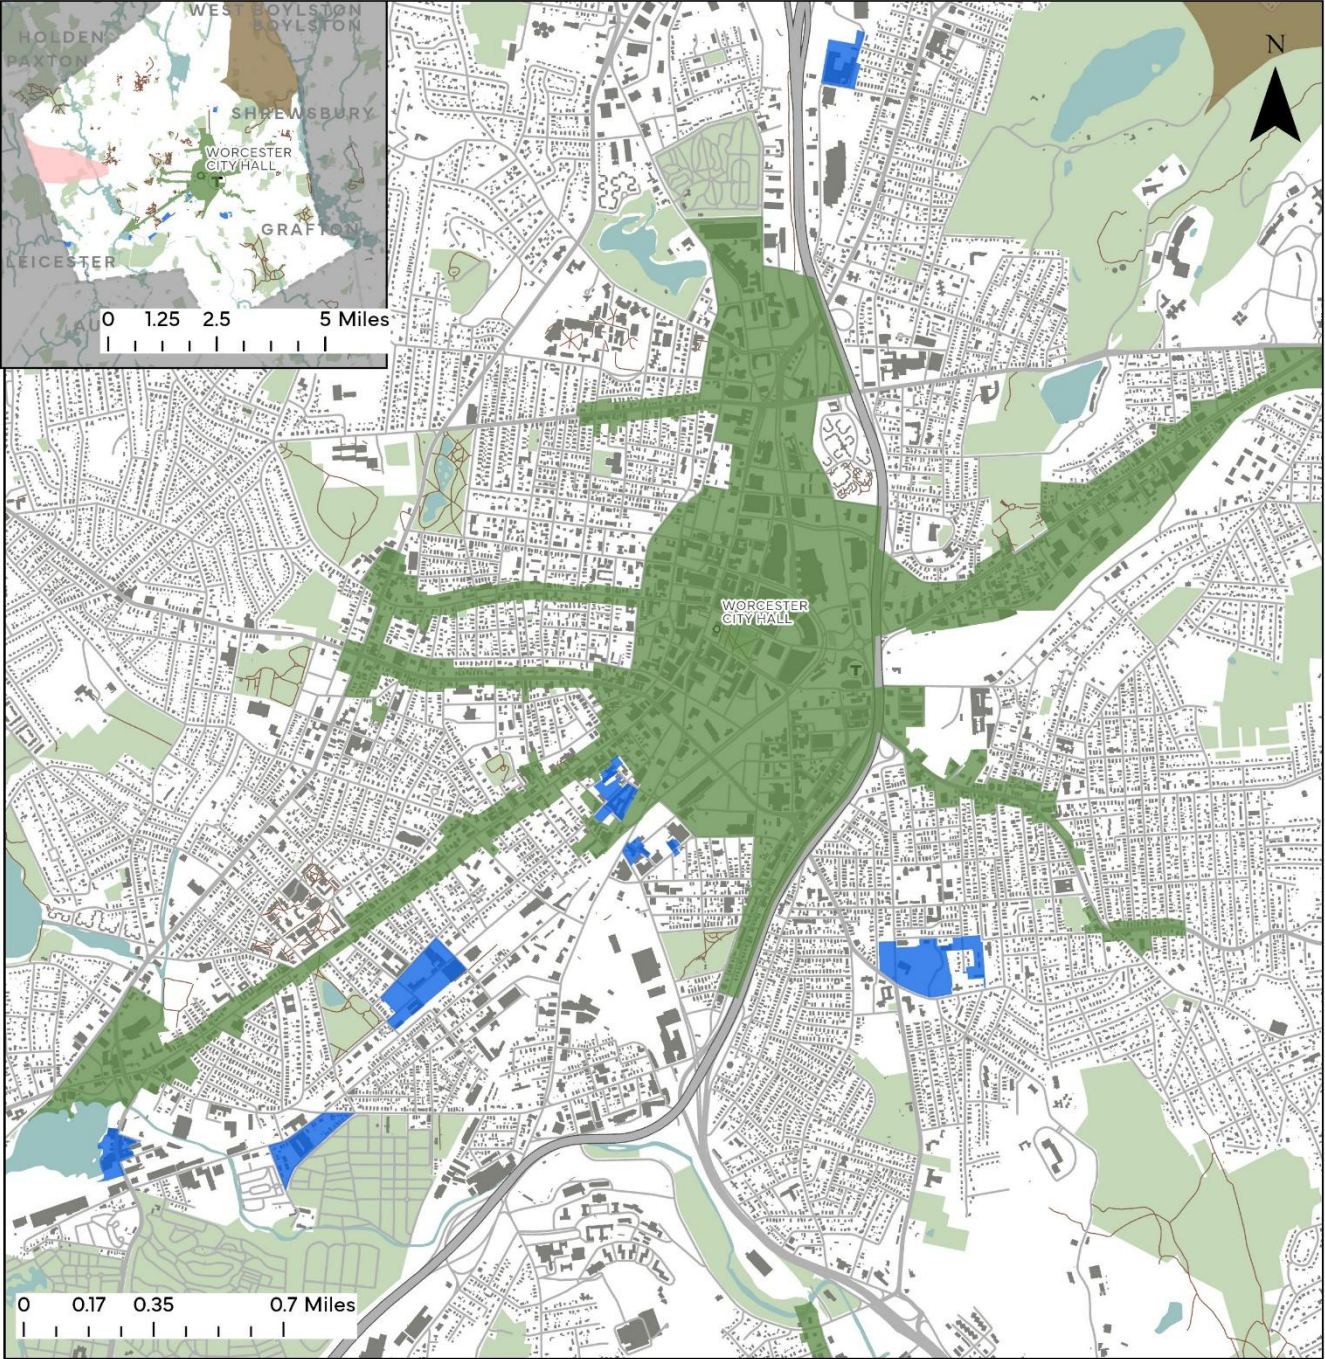 WEST BOYLSTON
BOYLSTON
HOLDEN
PAXTON
SHREWSBURY
WORCESTER
CITY HALL
T
GRAFTON
LEICESTER
AU
0 1.25 2.5 5 Miles
N
WORCESTER
CITY HALL
T
0 0.17 0.35 0.7 Miles